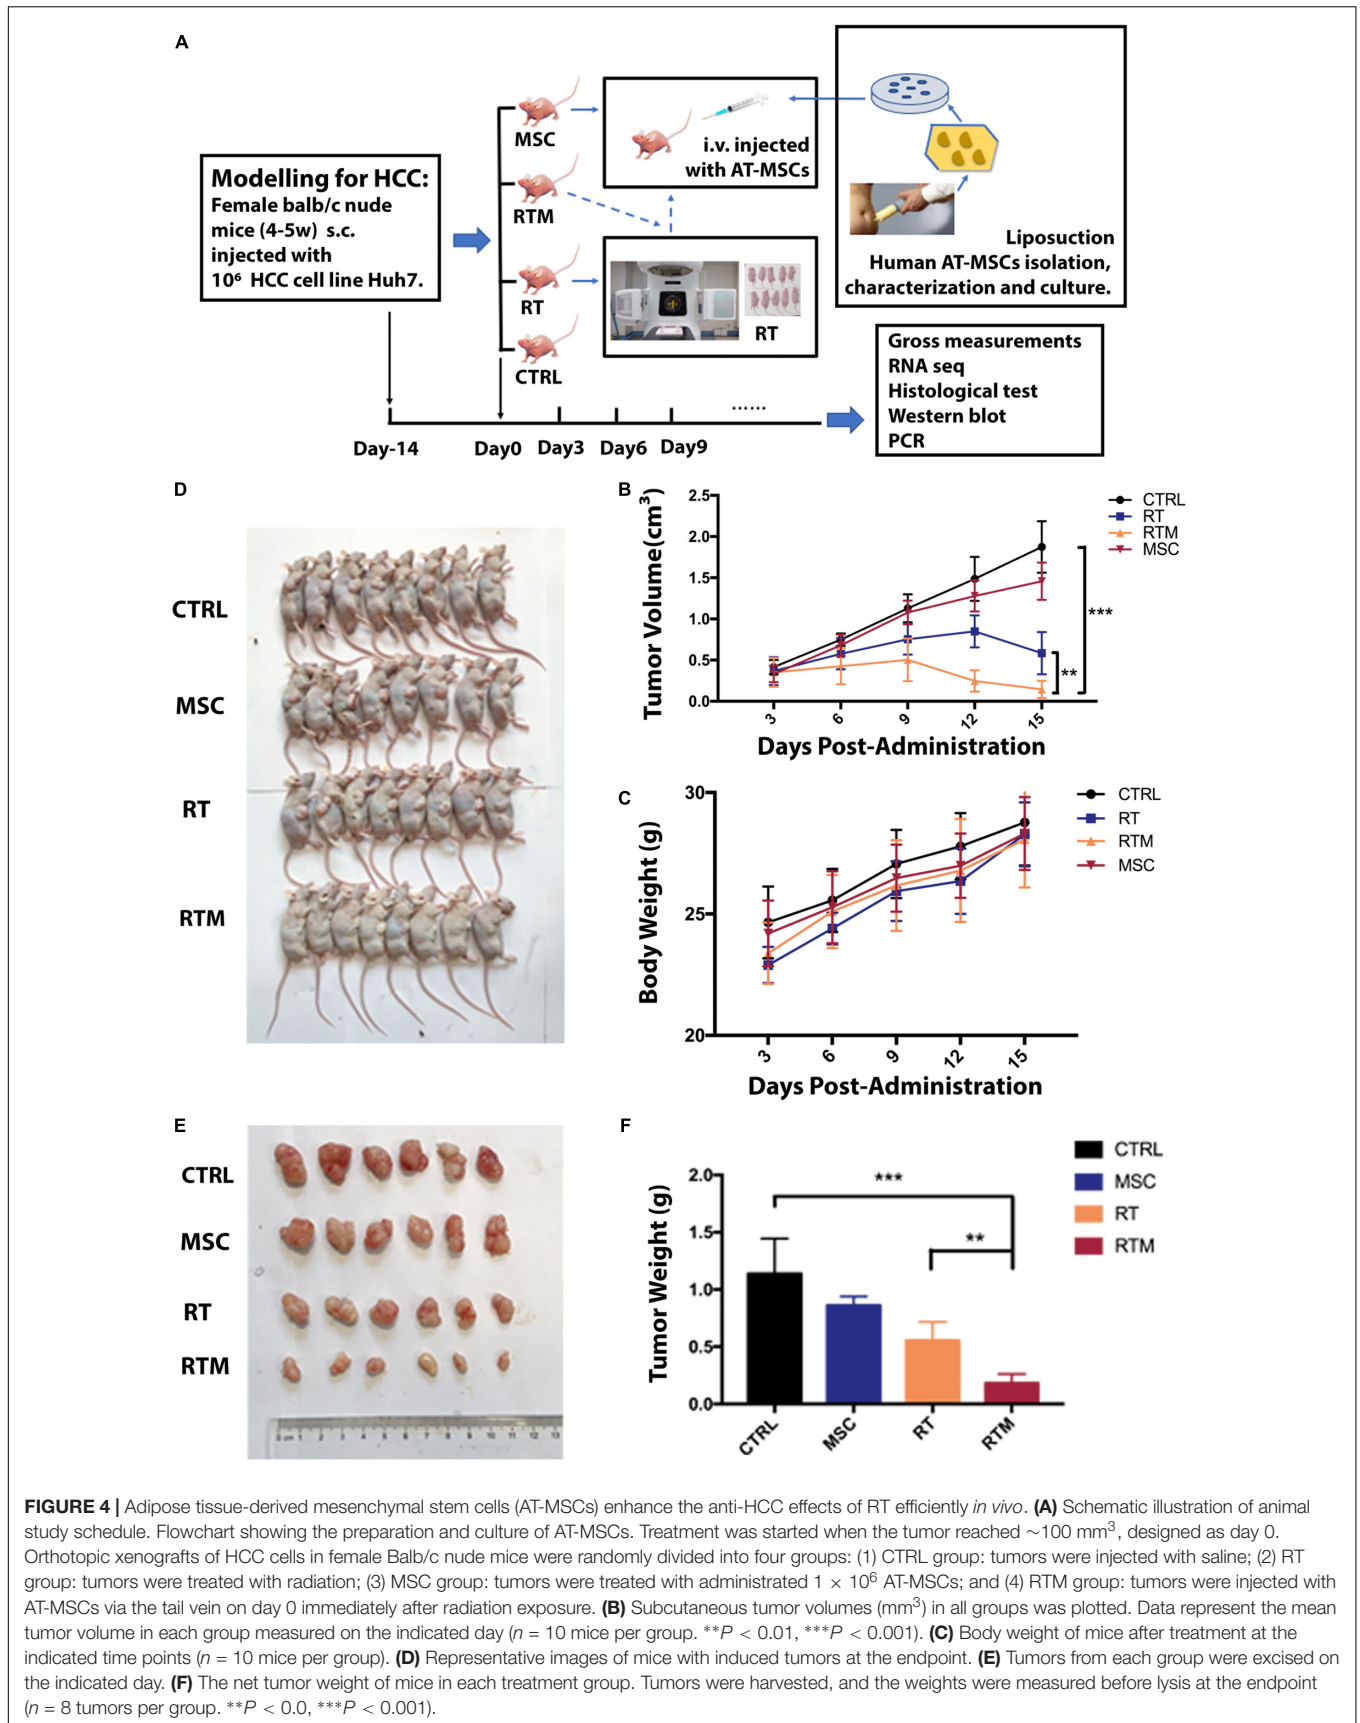 A
MSC
RTM
RT
CTRL
Modelling for HCC:
Female balb/c nude
mice (4-5w) s.c.
injected with
10⁶ HCC cell line Huh7.
i.v. injected
with AT-MSCs
RT
Liposuction
Human AT-MSCs isolation,
characterization and culture.
Gross measurements
RNA seq
Histological test
Western blot
PCR
......
Day-14
Day0
Day3
Day6
Day9
D
CTRL
MSC
RT
RTM
B
Tumor Volume(cm³)
2.5
2.0
1.5
1.0
0.5
0.0
3
6
9
12
15
Days Post-Administration
CTRL
RT
RTM
MSC
***
**
C
Body Weight (g)
30
25
20
3
6
9
12
15
Days Post-Administration
CTRL
RT
RTM
MSC
E
CTRL
MSC
RT
RTM
0 cm 1 2 3 4 5 6 7 8 9 10 11 12 13
F
Tumor Weight (g)
2.0
1.5
1.0
0.5
0.0
CTRL
MSC
RT
RTM
***
**
CTRL
MSC
RT
RTM
FIGURE 4 | Adipose tissue-derived mesenchymal stem cells (AT-MSCs) enhance the anti-HCC effects of RT efficiently in vivo. (A) Schematic illustration of animal
study schedule. Flowchart showing the preparation and culture of AT-MSCs. Treatment was started when the tumor reached ∼100 mm³, designed as day 0.
Orthotopic xenografts of HCC cells in female Balb/c nude mice were randomly divided into four groups: (1) CTRL group: tumors were injected with saline; (2) RT
group: tumors were treated with radiation; (3) MSC group: tumors were treated with administrated 1 × 10⁶ AT-MSCs; and (4) RTM group: tumors were injected with
AT-MSCs via the tail vein on day 0 immediately after radiation exposure. (B) Subcutaneous tumor volumes (mm³) in all groups was plotted. Data represent the mean
tumor volume in each group measured on the indicated day (n = 10 mice per group. **P < 0.01, ***P < 0.001). (C) Body weight of mice after treatment at the
indicated time points (n = 10 mice per group). (D) Representative images of mice with induced tumors at the endpoint. (E) Tumors from each group were excised on
the indicated day. (F) The net tumor weight of mice in each treatment group. Tumors were harvested, and the weights were measured before lysis at the endpoint
(n = 8 tumors per group. **P < 0.0, ***P < 0.001).